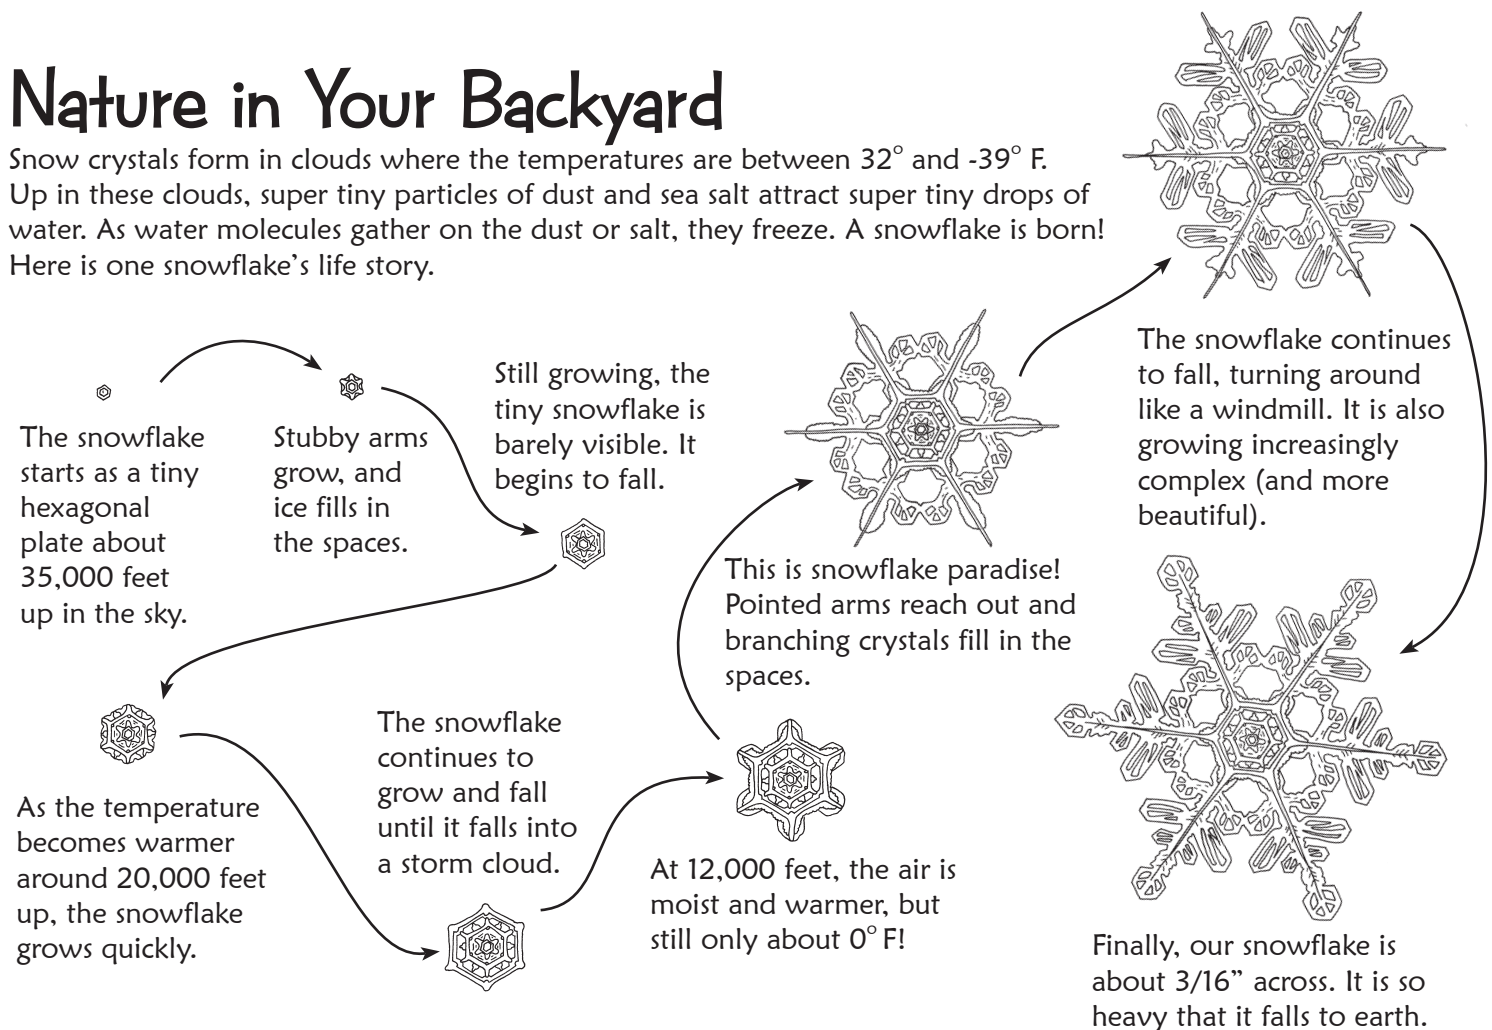 Nature in Your Backyard
Snow crystals form in clouds where the temperatures are between 32° and -39° F.
Up in these clouds, super tiny particles of dust and sea salt attract super tiny drops of
water. As water molecules gather on the dust or salt, they freeze. A snowflake is born!
Here is one snowflake’s life story.
The snowflake
starts as a tiny
hexagonal
plate about
35,000 feet
up in the sky.
Stubby arms
grow, and
ice fills in
the spaces.
Still growing, the
tiny snowflake is
barely visible. It
begins to fall.
As the temperature
becomes warmer
around 20,000 feet
up, the snowflake
grows quickly.
The snowflake
continues to
grow and fall
until it falls into
a storm cloud.
At 12,000 feet, the air is
moist and warmer, but
still only about 0° F!
This is snowflake paradise!
Pointed arms reach out and
branching crystals fill in the
spaces.
The snowflake continues
to fall, turning around
like a windmill. It is also
growing increasingly
complex (and more
beautiful).
Finally, our snowflake is
about 3/16” across. It is so
heavy that it falls to earth.